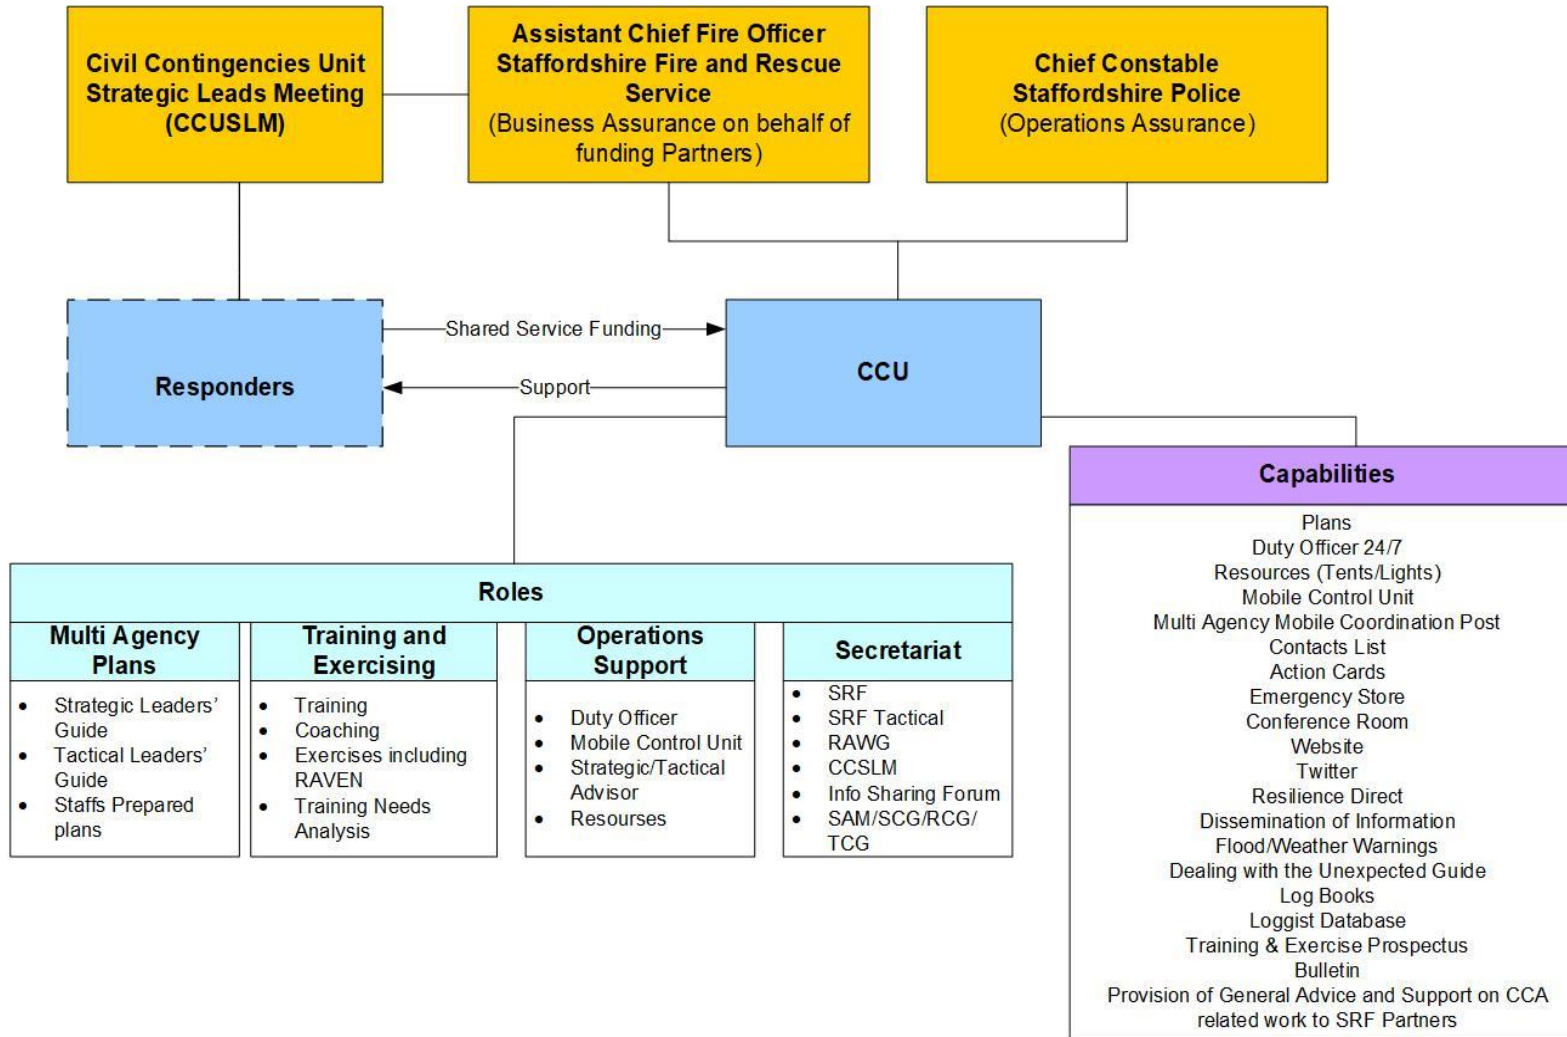 Civil Contingencies Unit
Strategic Leads Meeting
(CCUSLM)
Assistant Chief Fire Officer
Staffordshire Fire and Rescue
Service
(Business Assurance on behalf of
funding Partners)
Chief Constable
Staffordshire Police
(Operations Assurance)
Responders
Shared Service Funding
Support
CCU
Roles
Multi Agency
Plans
• Strategic Leaders’
Guide
• Tactical Leaders’
Guide
• Staffs Prepared
plans
Training and
Exercising
• Training
• Coaching
• Exercises including
RAVEN
• Training Needs
Analysis
Operations
Support
• Duty Officer
• Mobile Control Unit
• Strategic/Tactical
Advisor
• Resourses
Secretariat
• SRF
• SRF Tactical
• RAWG
• CCSLM
• Info Sharing Forum
• SAM/SCG/RCG/
TCG
Capabilities
Plans
Duty Officer 24/7
Resources (Tents/Lights)
Mobile Control Unit
Multi Agency Mobile Coordination Post
Contacts List
Action Cards
Emergency Store
Conference Room
Website
Twitter
Resilience Direct
Dissemination of Information
Flood/Weather Warnings
Dealing with the Unexpected Guide
Log Books
Loggist Database
Training & Exercise Prospectus
Bulletin
Provision of General Advice and Support on CCA
related work to SRF Partners